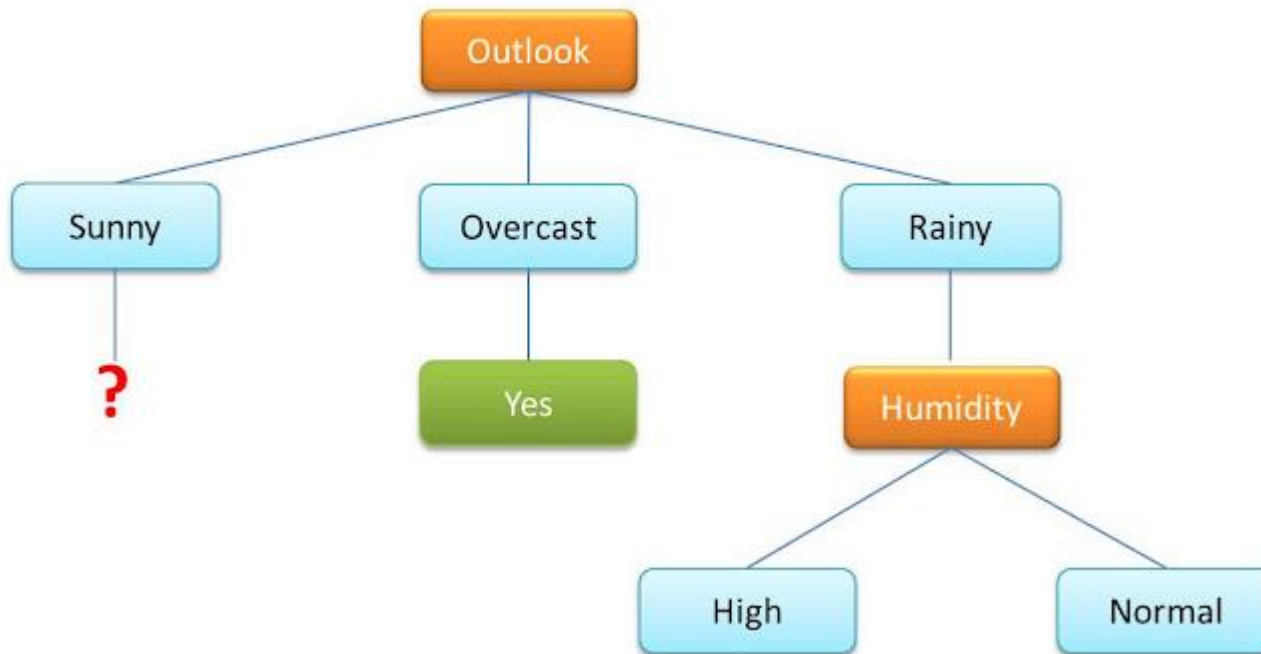 Outlook
Sunny
Overcast
Rainy
?
Yes
Humidity
High
Normal